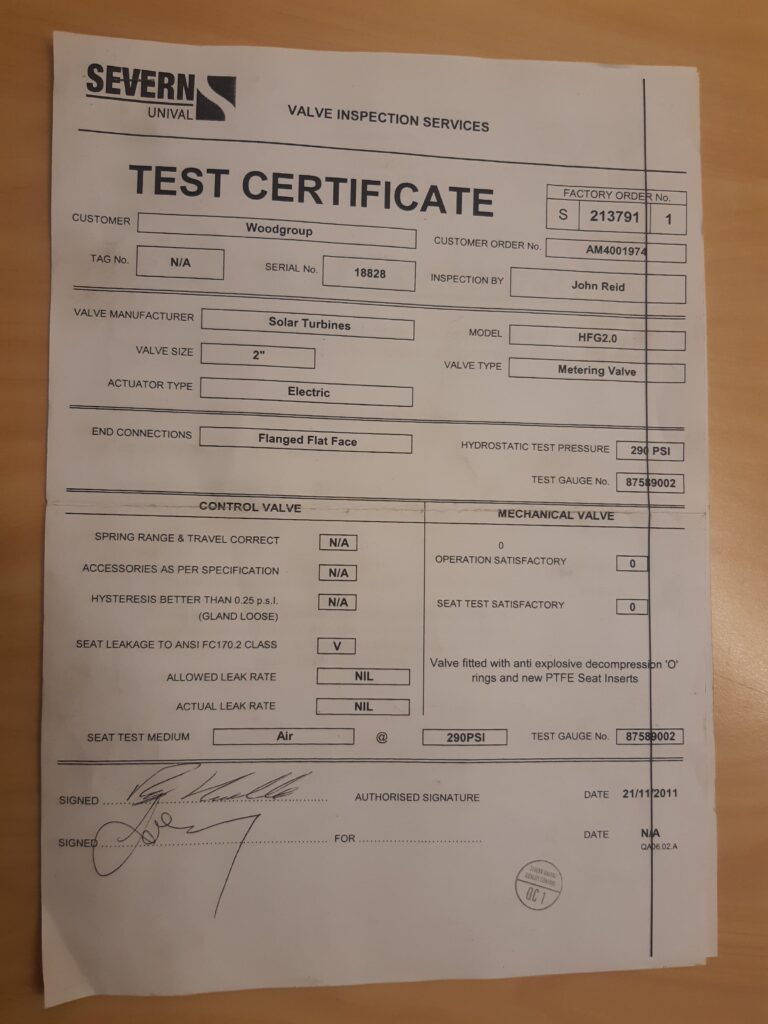 SEVERN
UNIVAL
VALVE INSPECTION SERVICES
TEST CERTIFICATE
FACTORY ORDER No.
S 213791 1
CUSTOMER Woodgroup
CUSTOMER ORDER No. AM4001974
TAG No. N/A SERIAL No. 18828
INSPECTION BY John Reid
VALVE MANUFACTURER Solar Turbines
MODEL HFG2.0
VALVE SIZE 2"
VALVE TYPE Metering Valve
ACTUATOR TYPE Electric
END CONNECTIONS Flanged Flat Face
HYDROSTATIC TEST PRESSURE 290 PSI
TEST GAUGE No. 87589002
CONTROL VALVE
MECHANICAL VALVE
SPRING RANGE & TRAVEL CORRECT N/A
0
OPERATION SATISFACTORY 0
ACCESSORIES AS PER SPECIFICATION N/A
HYSTERESIS BETTER THAN 0.25 p.s.I. N/A
(GLAND LOOSE)
SEAT TEST SATISFACTORY 0
SEAT LEAKAGE TO ANSI FC170.2 CLASS V
ALLOWED LEAK RATE NIL
Valve fitted with anti explosive decompression 'O'
rings and new PTFE Seat Inserts
ACTUAL LEAK RATE NIL
SEAT TEST MEDIUM Air @ 290PSI TEST GAUGE No. 87589002
SIGNED AUTHORISED SIGNATURE DATE 21/11/2011
SIGNED FOR DATE N/A
QA06.02.A
QC 1